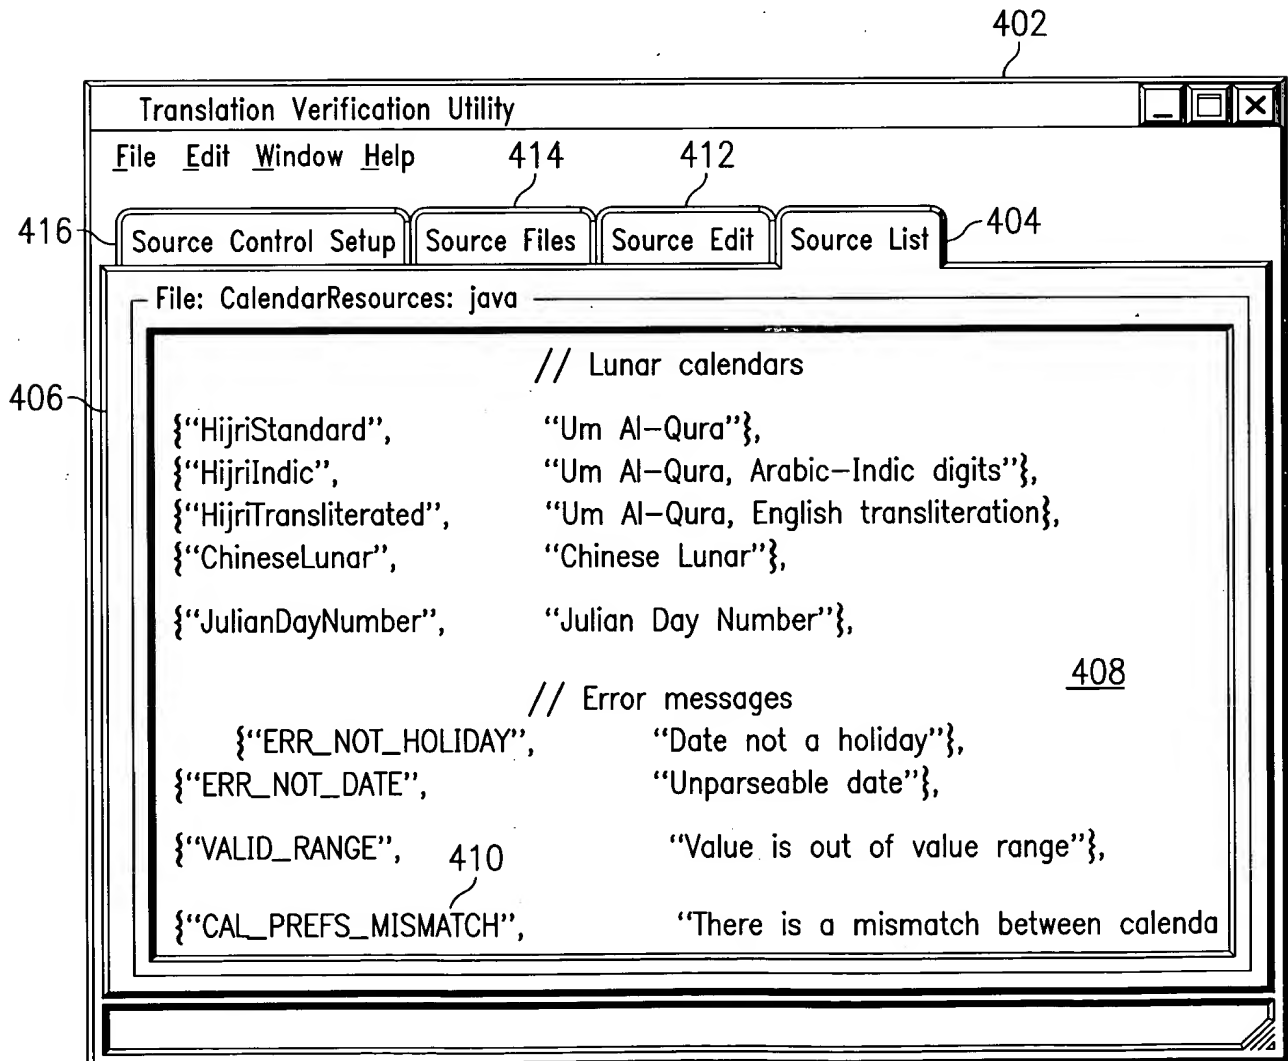 402
Translation Verification Utility
File Edit Window Help
414 412
416 Source Control Setup Source Files Source Edit Source List 404
File: CalendarResources: java
406
// Lunar calendars
{“HijriStandard”, “Um Al-Qura”},
{“HijriIndic”, “Um Al-Qura, Arabic-Indic digits”},
{“HijriTransliterated”, “Um Al-Qura, English transliteration},
{“ChineseLunar”, “Chinese Lunar”},
{“JulianDayNumber”, “Julian Day Number”},
408
// Error messages
{“ERR_NOT_HOLIDAY”, “Date not a holiday”},
{“ERR_NOT_DATE”, “Unparseable date”},
{“VALID_RANGE”, “Value is out of value range”},
410
{“CAL_PREFS_MISMATCH”, “There is a mismatch between calenda